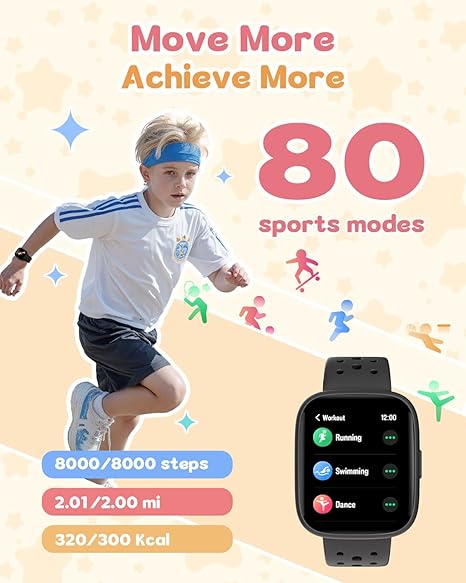 Move More
Achieve More
80
sports modes
Workout
12:00
Running
Swimming
Dance
8000/8000 steps
2.01/2.00 mi
320/300 Kcal